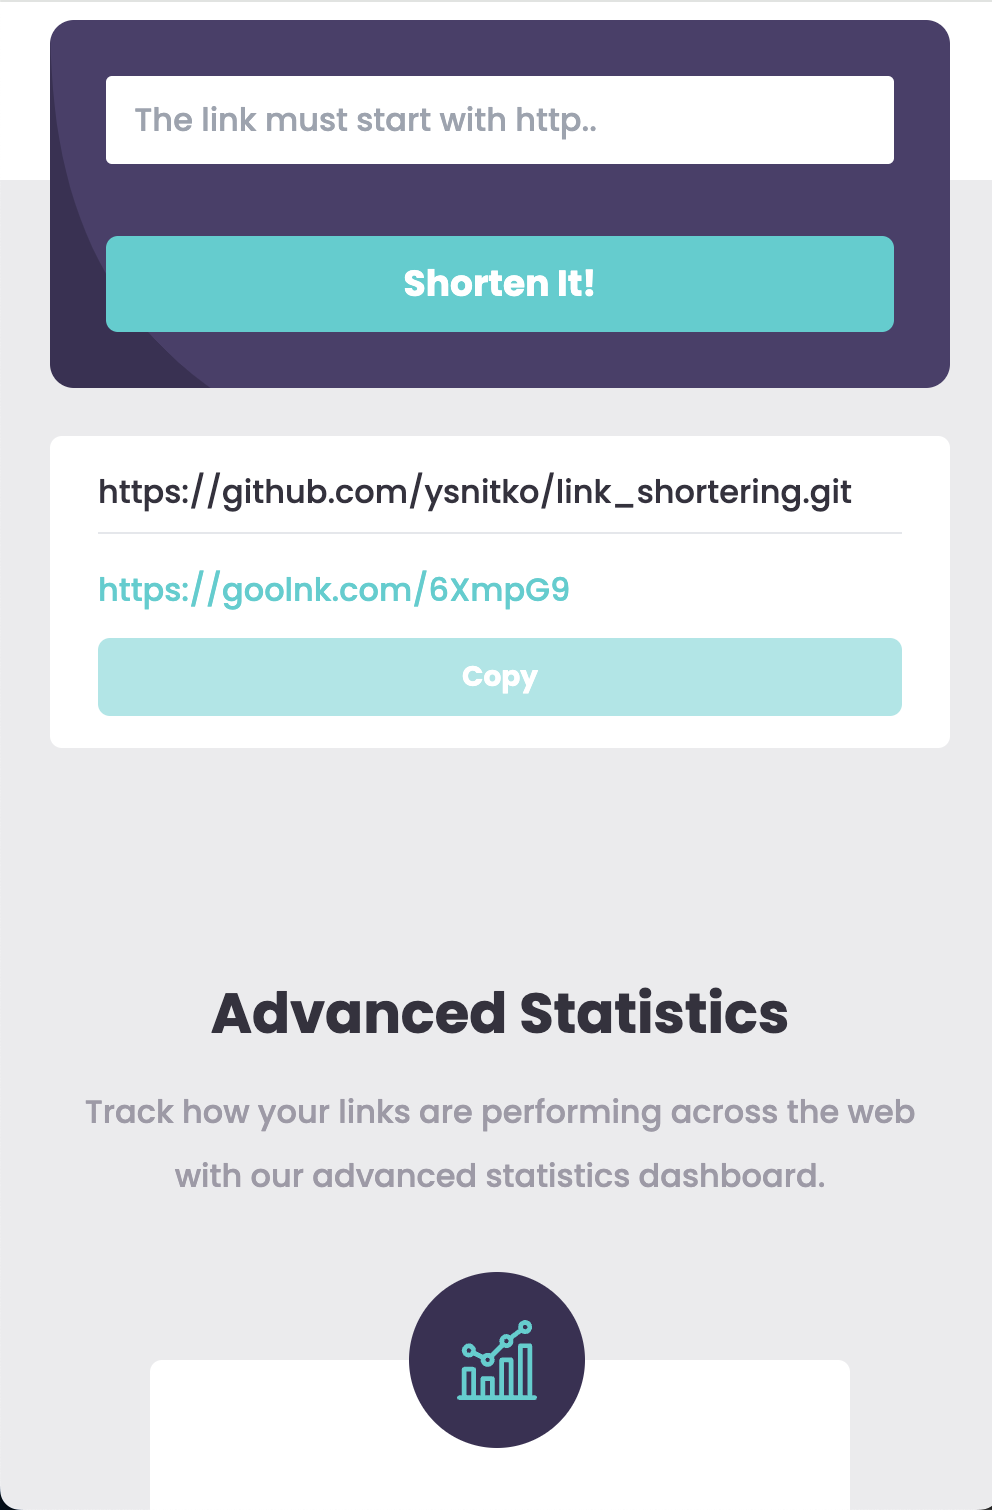 The link must start with http..
Shorten It!
https://github.com/ysnitko/link_shortering.git
https://goolnk.com/6XmpG9
Copy
Advanced Statistics
Track how your links are performing across the web
with our advanced statistics dashboard.